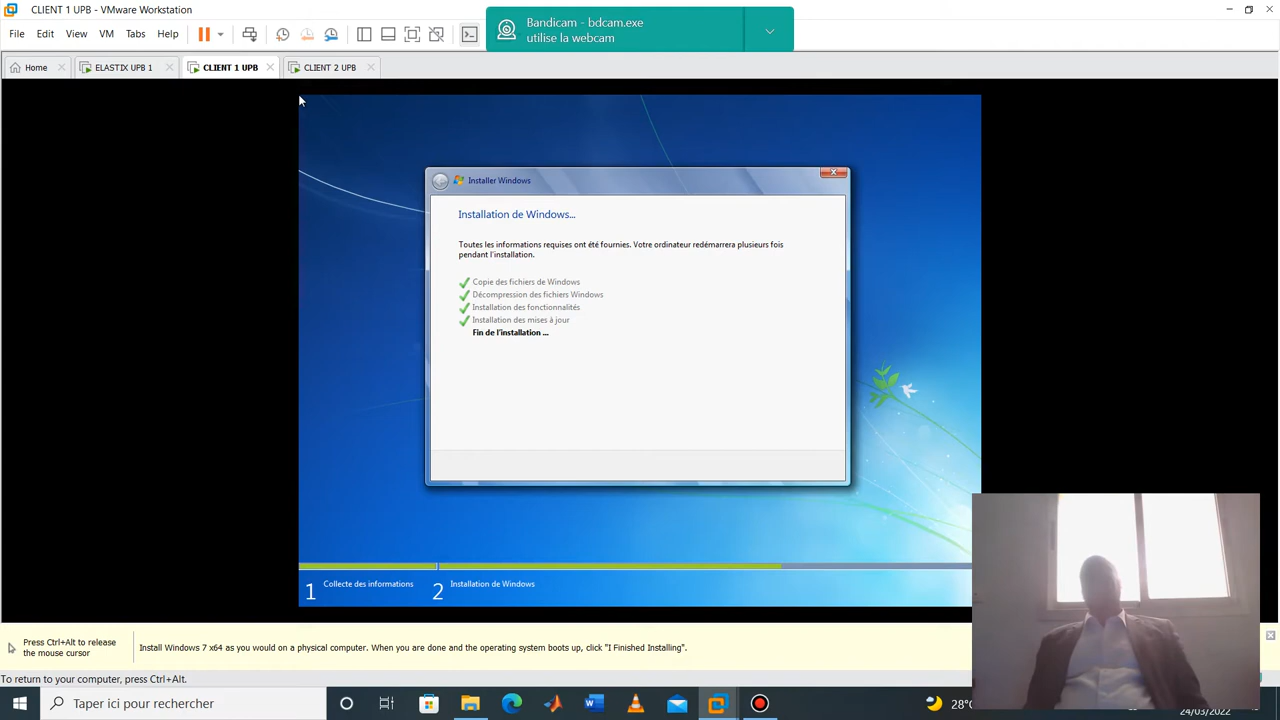 CLIENT 1 UPB - VMware Workstation
Bandicam - bdcam.exe
utilise la webcam
File Edit View VM Tabs Help
Home ELASTIX UPB 1 CLIENT 1 UPB CLIENT 2 UPB
Installer Windows
Installation de Windows...
Toutes les informations requises ont été fournies. Votre ordinateur redémarrera plusieurs fois
pendant l'installation.
Copie des fichiers de Windows
Décompression des fichiers Windows
Installation des fonctionnalités
Installation des mises à jour
Fin de l'installation ...
1 Collecte des informations 2 Installation de Windows
Press Ctrl+Alt to release
the mouse cursor
Install Windows 7 x64 as you would on a physical computer. When you are done and the operating system boots up, click "I Finished Installing".
To return to your computer, press Ctrl+Alt.
Taper ici pour rechercher
28°
24/03/2022